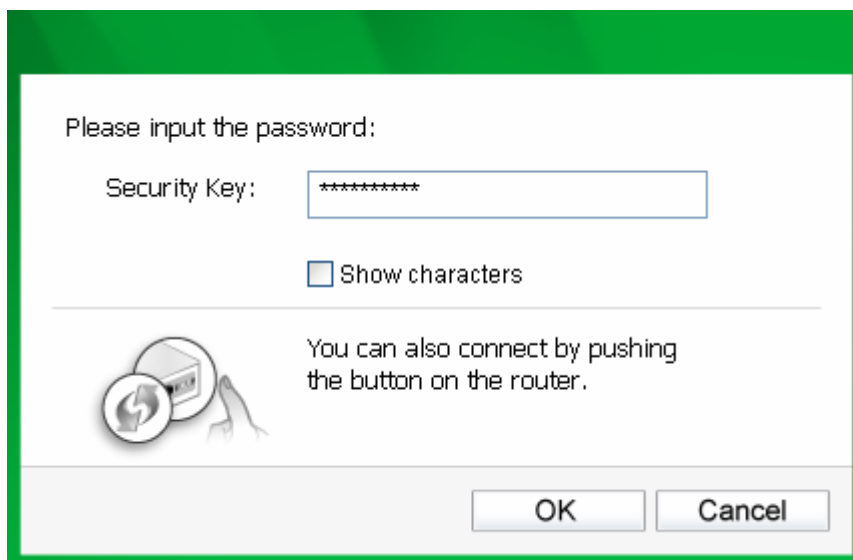 Please input the password:
Security Key: **********
Show characters
You can also connect by pushing
the button on the router.
OK Cancel